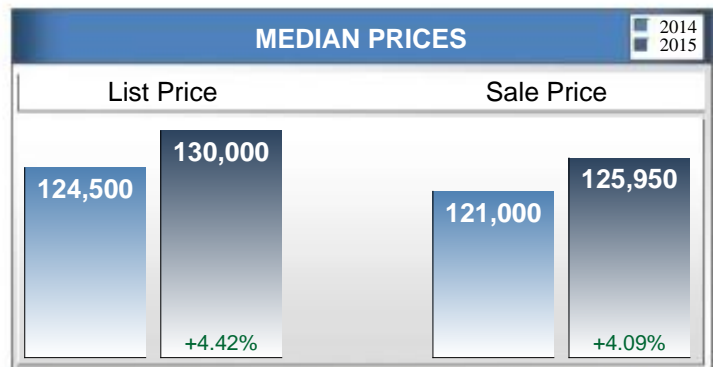 MEDIAN PRICES
2014
2015
List Price
Sale Price
124,500
130,000
+4.42%
121,000
125,950
+4.09%